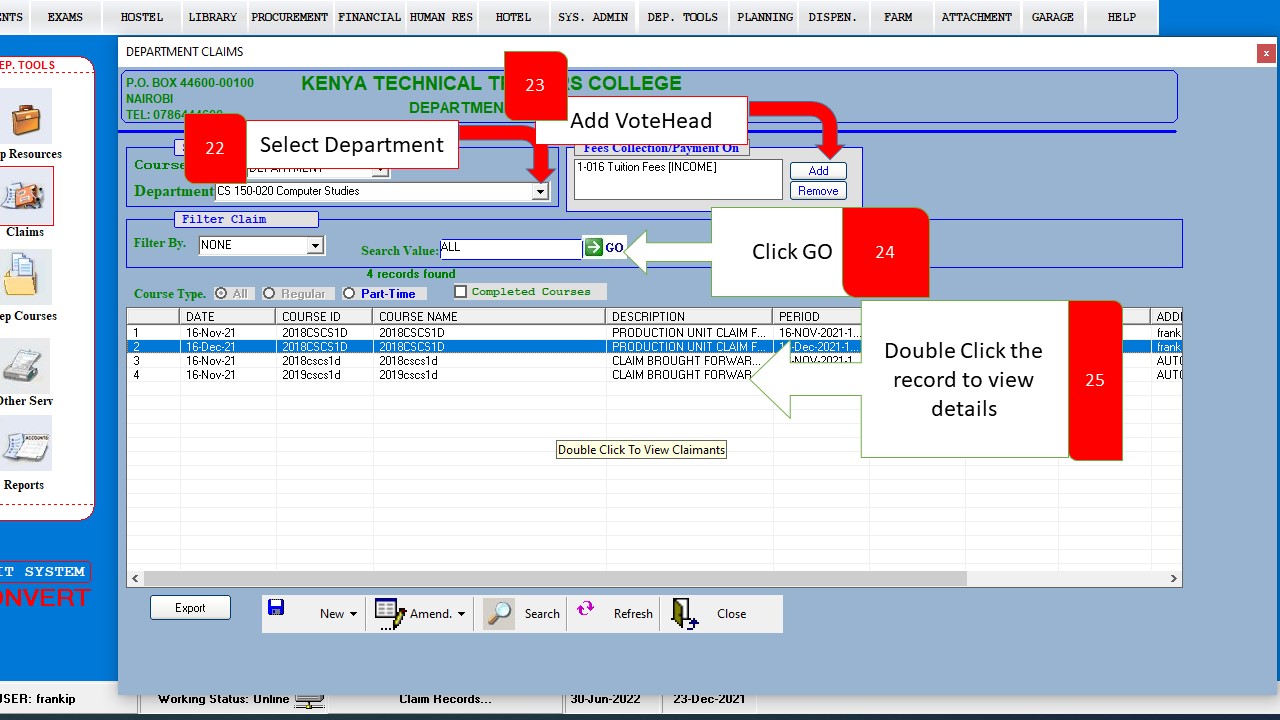 NTS EXAMS HOSTEL LIBRARY PROCUREMENT FINANCIAL HUMAN RES HOTEL SYS. ADMIN DEP. TOOLS PLANNING DISPEN. FARM ATTACHMENT GARAGE HELP
DEPARTMENT CLAIMS x
EP. TOOLS
p Resources
Claims
ep Courses
Other Serv
Reports
IT SYSTEM
ONVERT
P.O. BOX 44600-00100
NAIROBI
TEL: 0786444600
KENYA TECHNICAL T RS COLLEGE
DEPARTMEN
22 Select Department
23 Add VoteHead
Course DEPARTMENT
Department CS 150-020 Computer Studies
Fees Collection/Payment On
1-016 Tuition Fees [INCOME]
Add
Remove
Filter Claim
Filter By. NONE Search Value: ALL GO
Click GO 24
4 records found
Course Type. All Regular Part-Time Completed Courses
DATE COURSE ID COURSE NAME DESCRIPTION PERIOD ADD
1 16-Nov-21 2018CSCS1D 2018CSCS1D PRODUCTION UNIT CLAIM F... 16-NOV-2021-1... frank
2 16-Dec-21 2018CSCS1D 2018CSCS1D PRODUCTION UNIT CLAIM F... -Dec-2021-1... frank
3 16-Nov-21 2018cscs1d 2018cscs1d CLAIM BROUGHT FORWAR... -NOV-2021-1... AUTO
4 16-Nov-21 2019cscs1d 2019cscs1d CLAIM BROUGHT FORWAR AUTO
Double Click the
record to view
details
25
Double Click To View Claimants
Export New Amend. Search Refresh Close
USER: frankip Working Status: Online Claim Records... 30-Jun-2022 23-Dec-2021